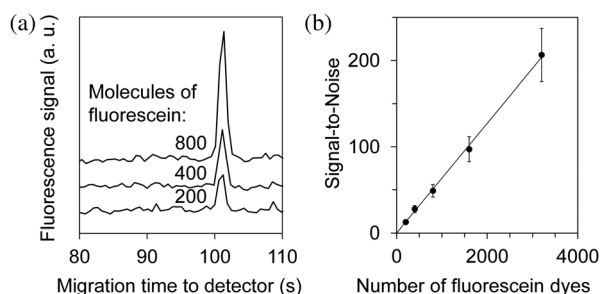 (a)
Fluorescence signal (a. u.)
Molecules of
fluorescein:
800
400
200
80 90 100 110
Migration time to detector (s)
(b)
Signal-to-Noise
200
100
0
0 2000 4000
Number of fluorescein dyes